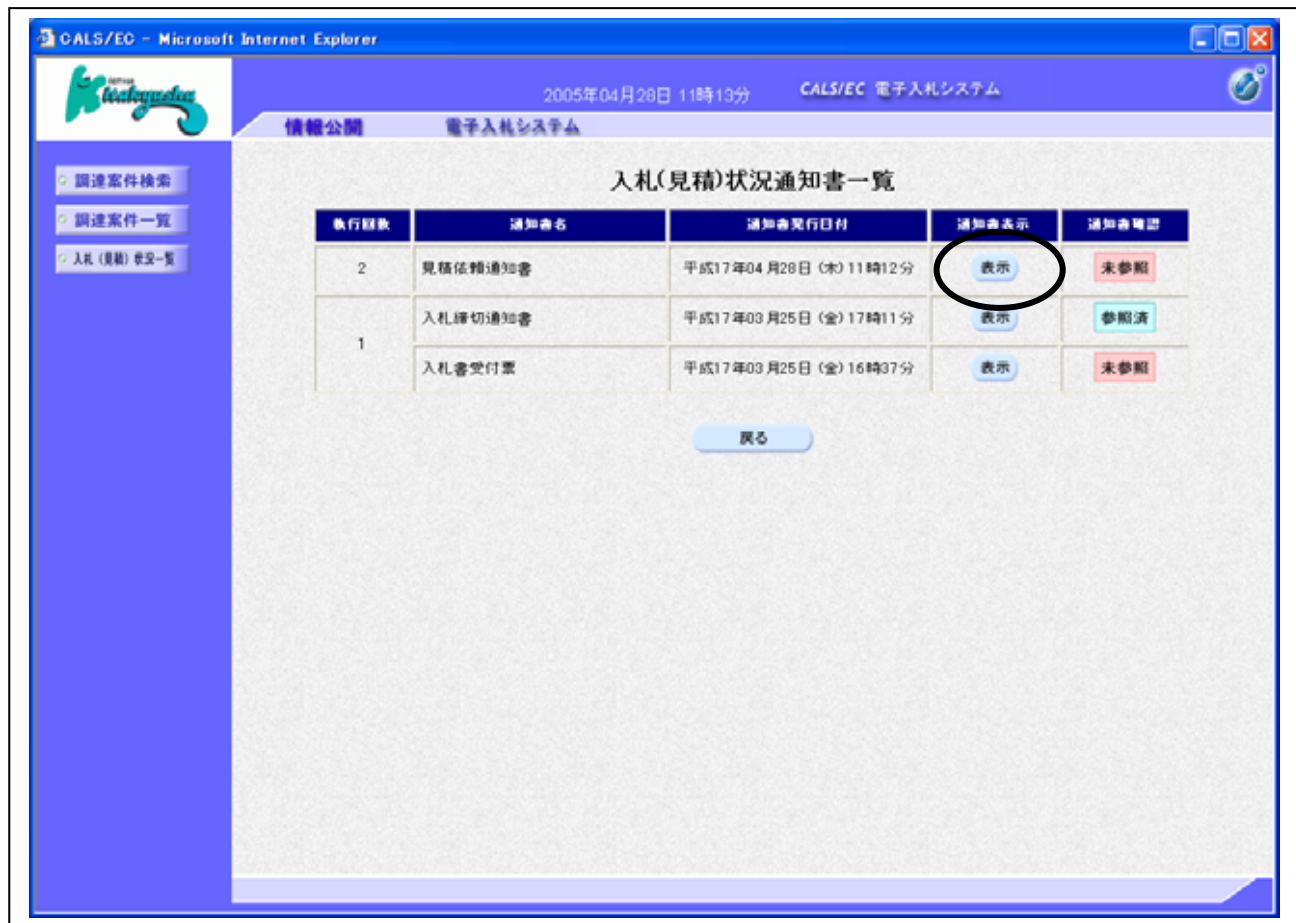 CALS/EC - Microsoft Internet Explorer
2005年04月28日 11時13分 CALS/EC 電子入札システム
情報公開 電子入札システム
調達案件検索
調達案件一覧
入札(見積)状況一覧
入札(見積)状況通知書一覧
執行回数 通知書名 通知書発行日付 通知書表示 通知書確認
2 見積依頼通知書 平成17年04月28日(木)11時12分 表示 未参照
1 入札締切通知書 平成17年03月25日(金)17時11分 表示 参照済
入札書受付票 平成17年03月25日(金)16時37分 表示 未参照
戻る